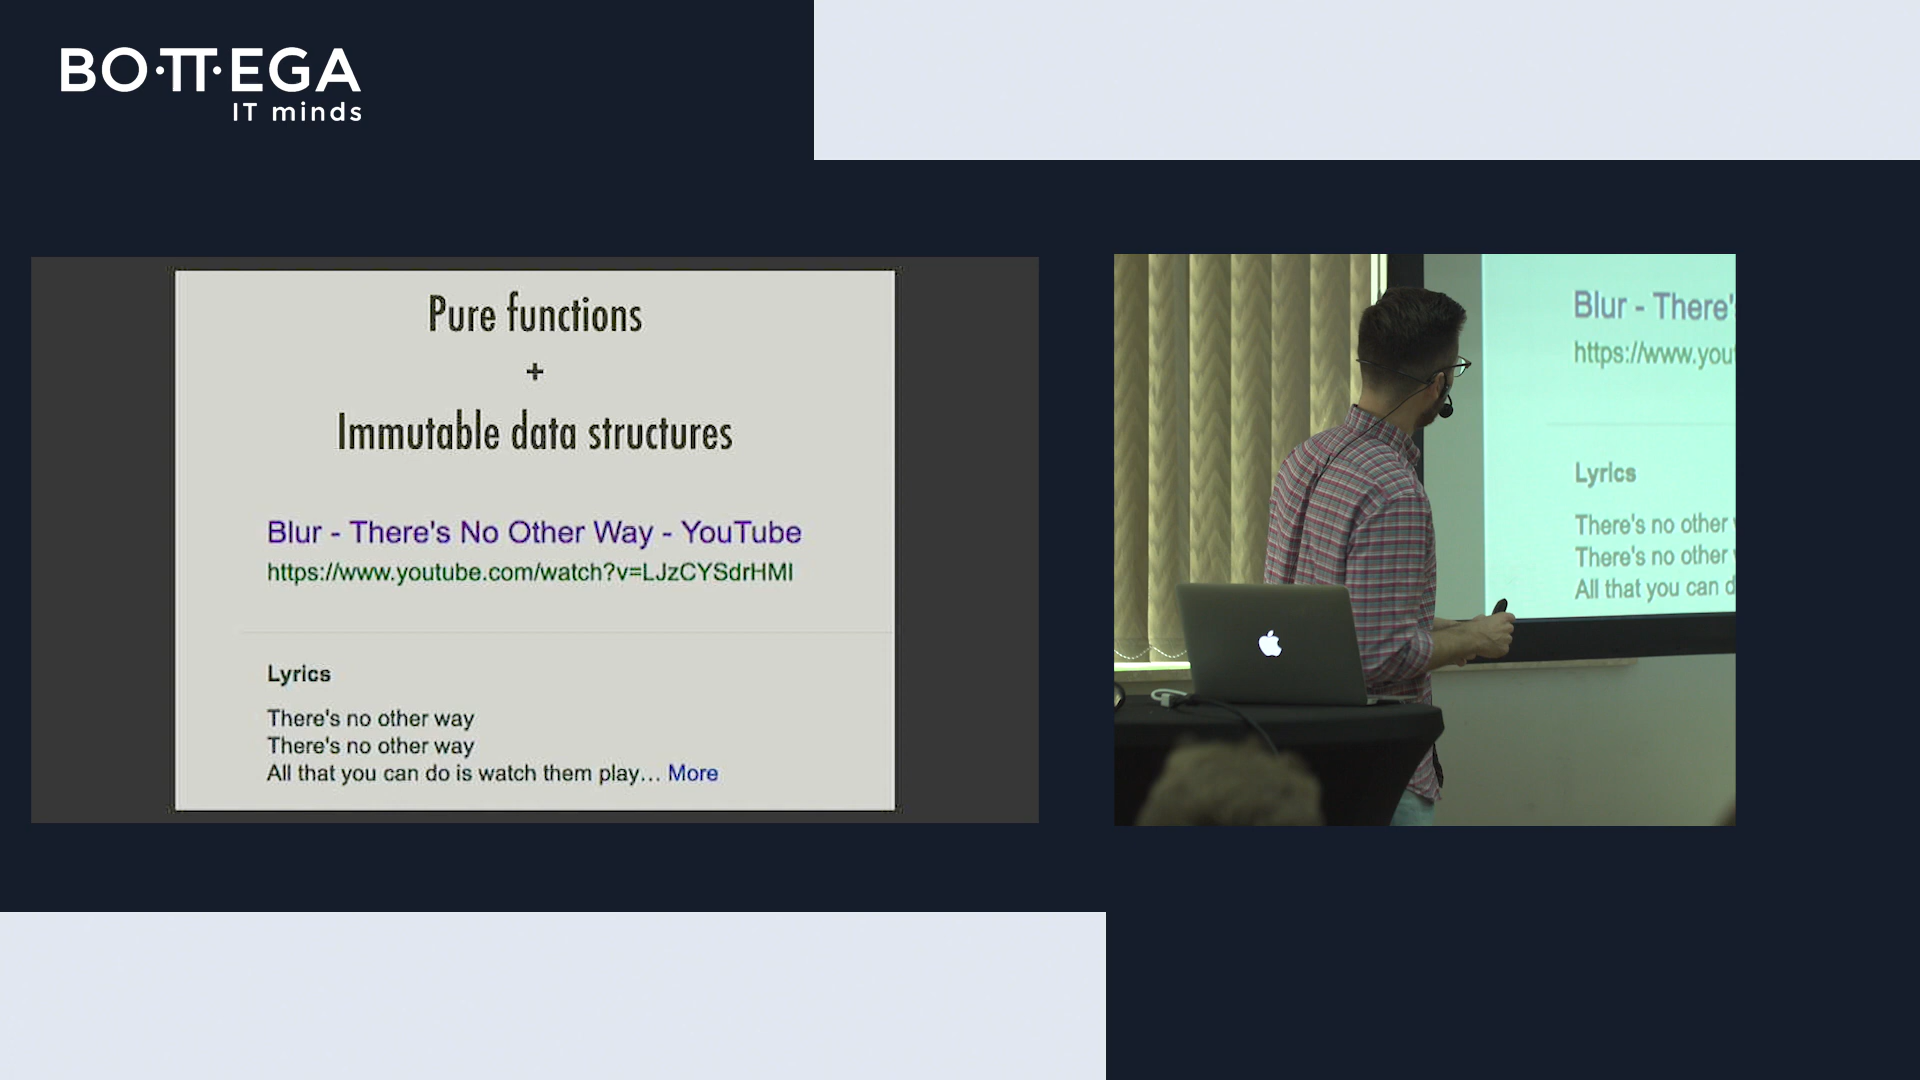 BO·TT·EGA
IT minds
Pure functions
+
Immutable data structures
Blur - There's No Other Way - YouTube
https://www.youtube.com/watch?v=LJzCYSdrHMI
Lyrics
There's no other way
There's no other way
All that you can do is watch them play… More
Blur - There'
https://www.you
Lyrics
There's no other
There's no other
All that you can d